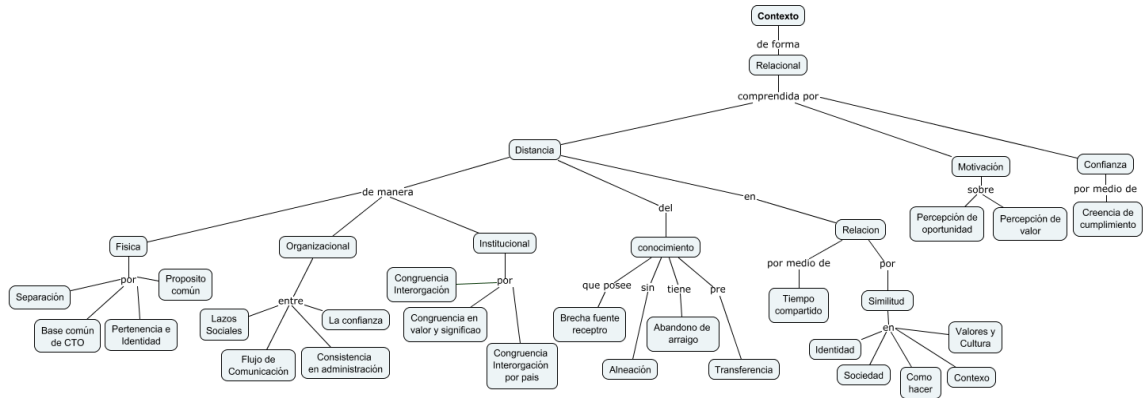 Contexto
de forma
Relacional
comprendida por
Distancia
Motivación
Confianza
de manera
del
en
sobre
por medio de
Percepción de
oportunidad
Percepción de
valor
Creencia de
cumplimiento
Fisica
Organizacional
Institucional
conocimiento
Relacion
por
Separación
Proposito
común
Base común
de CTO
Pertenencia e
Identidad
entre
Lazos
Sociales
La confianza
Flujo de
Comunicación
Consistencia
en administración
por
Congruencia
Interorgación
Congruencia en
valor y significao
Congruencia
Interorgación
por pais
que posee
sin
tiene
pre
Brecha fuente
receptro
Abandono de
arraigo
Alneación
Transferencia
por medio de
por
Tiempo
compartido
Similitud
en
Identidad
Valores y
Cultura
Sociedad
Como
hacer
Contexo